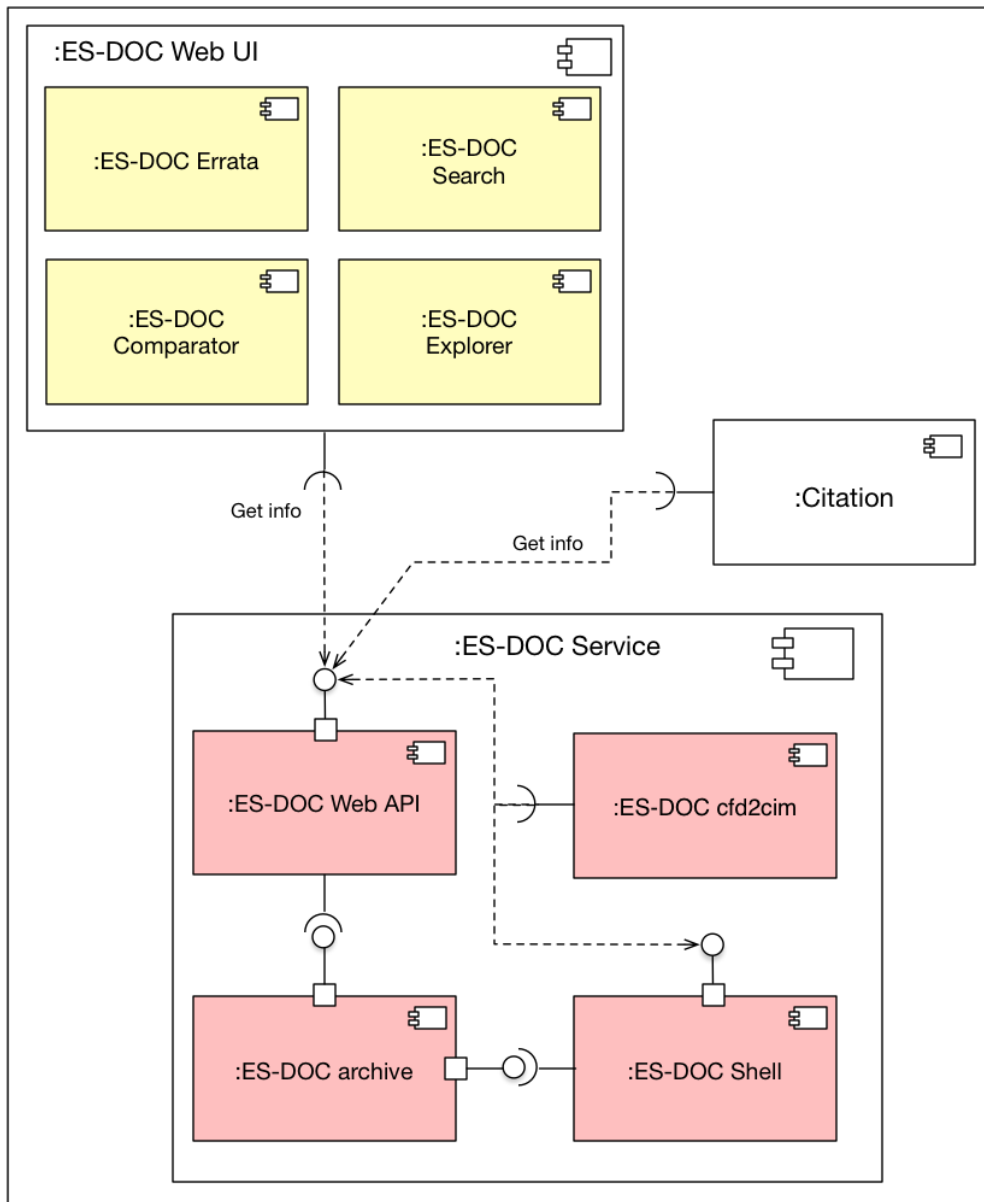 :ES-DOC Web UI
:ES-DOC Errata
:ES-DOC
Search
:ES-DOC
Comparator
:ES-DOC
Explorer
:Citation
Get info
Get info
:ES-DOC Service
:ES-DOC Web API
:ES-DOC cfd2cim
:ES-DOC archive
:ES-DOC Shell